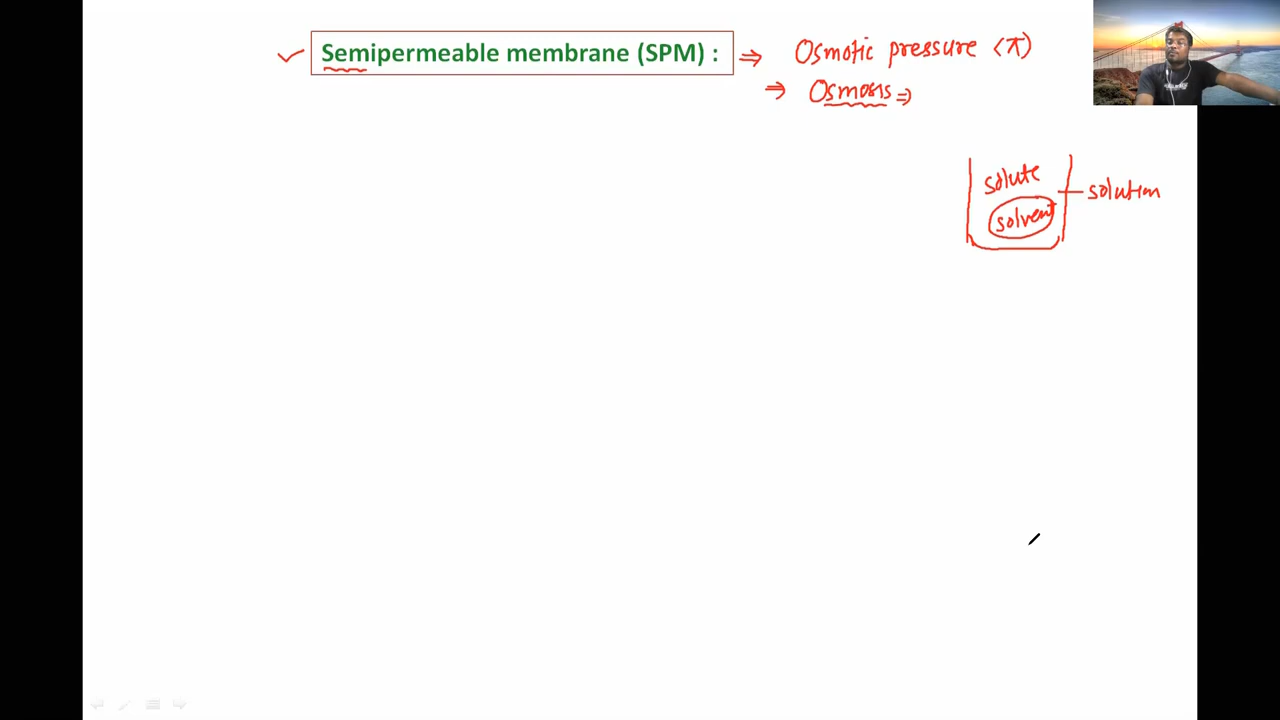 ✓ Semipermeable membrane (SPM) : ⇒ Osmotic pressure <π)
⇒ Osmosis ⇒
solute
solvent
solution